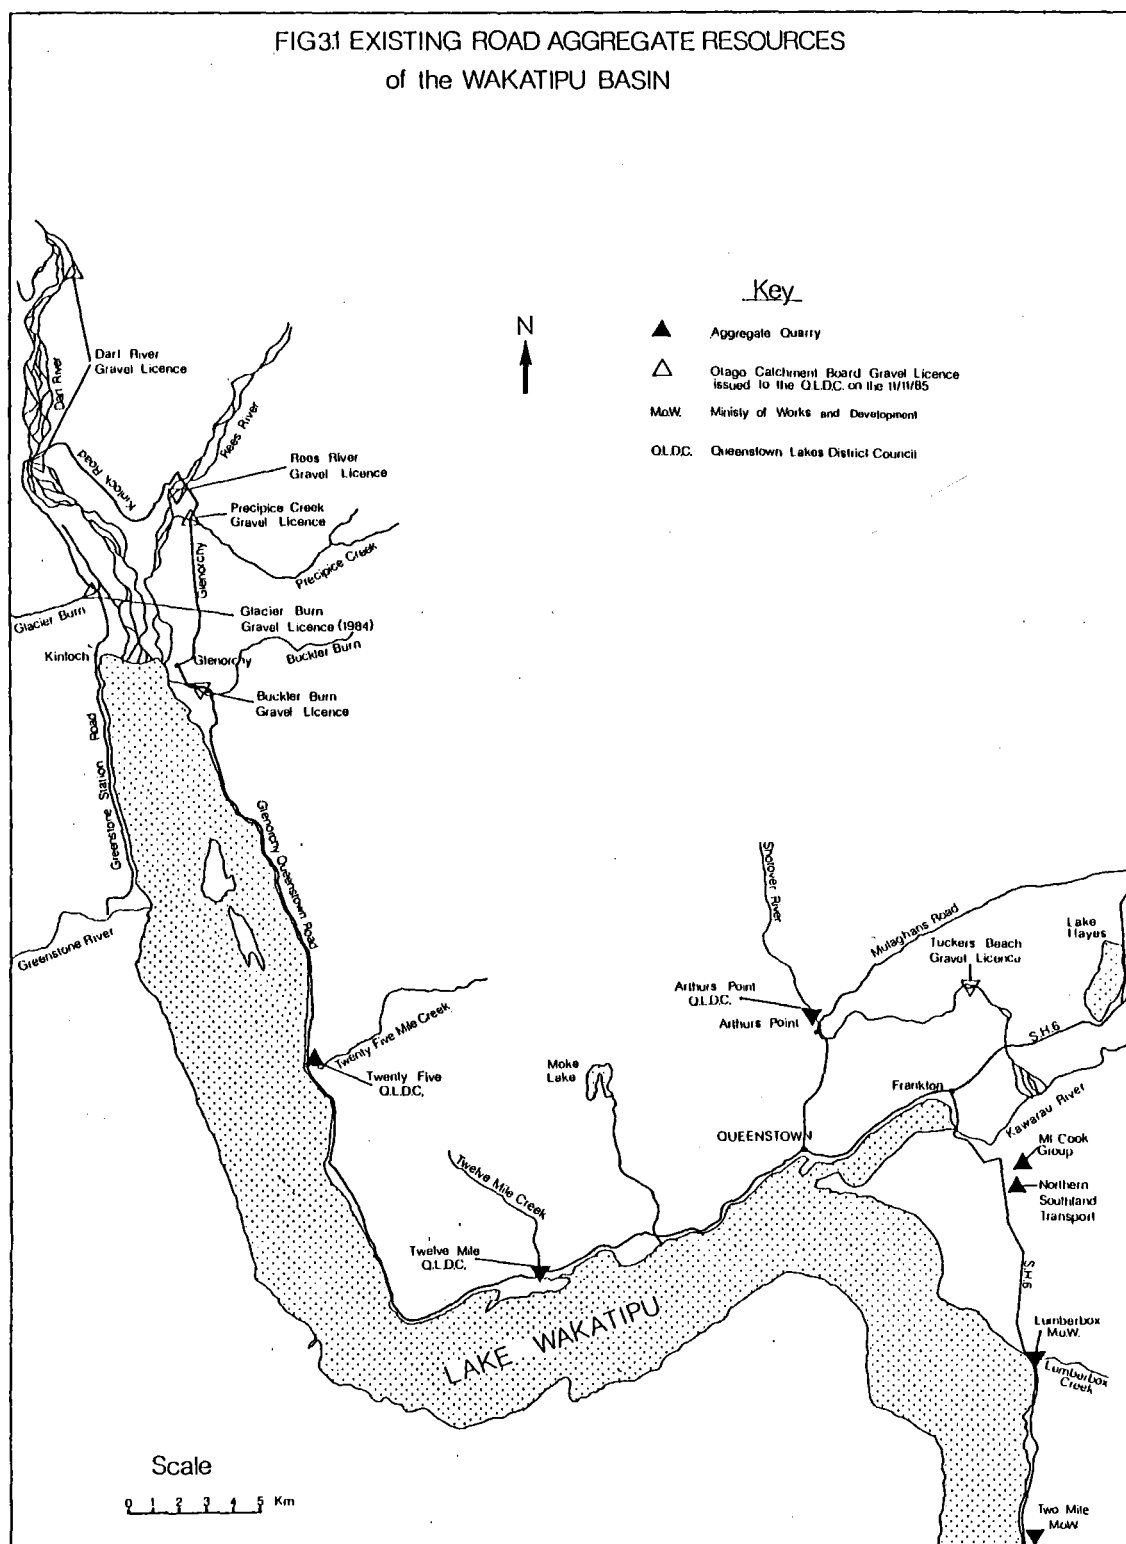 FIG3.1 EXISTING ROAD AGGREGATE RESOURCES
of the WAKATIPU BASIN
Key
Aggregate Quarry
Otago Catchment Board Gravel Licence
issued to the Q.L.D.C. on the 11/11/85
M.o.W. Ministy of Works and Development
Q.L.D.C. Queenstown Lakes District Council
N
Dart River
Gravel Licence
Dart River
Rees River
Kinlock Road
Rees River
Gravel Licence
Precipice Creek
Gravel Licence
Precipice Creek
Glenorchy
Glacier Burn
Glacier Burn
Gravel Licence (1984)
Kinloch
Glenorchy
Buckler Burn
Buckler Burn
Gravel Licence
Greenstone Station Road
Glenorchy Queenstown Road
Greenstone River
Shotover River
Mulaghans Road
Lake
Hayes
Tuckers Beach
Gravel Licence
Arthurs Point
Q.L.D.C.
Arthurs Point
S.H.6
Twenty Five Mile Creek
Twenty Five
Q.L.D.C.
Moke
Lake
Frankton
Kawarau River
QUEENSTOWN
Mt Cook
Group
Northern
Southland
Transport
Twelve Mile Creek
Twelve Mile
Q.L.D.C.
S.H.6
LAKE WAKATIPU
Lumberbox
M.o.W.
Lumberbox
Creek
Scale
0 1 2 3 4 5 Km
Two Mile
M.o.W